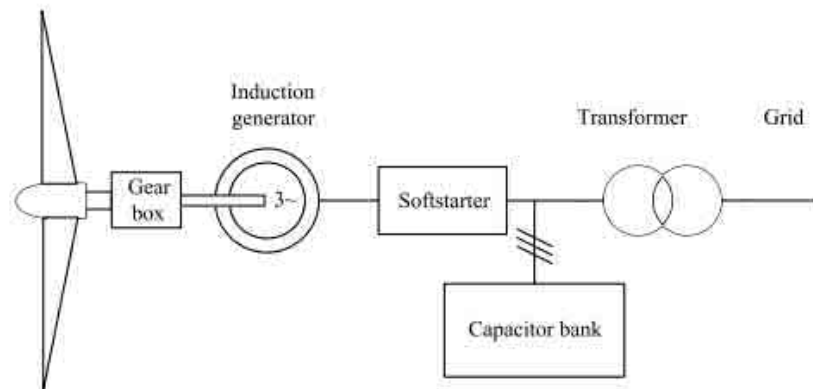 Induction
generator
Transformer
Grid
Gear
box
3~
Softstarter
Capacitor bank